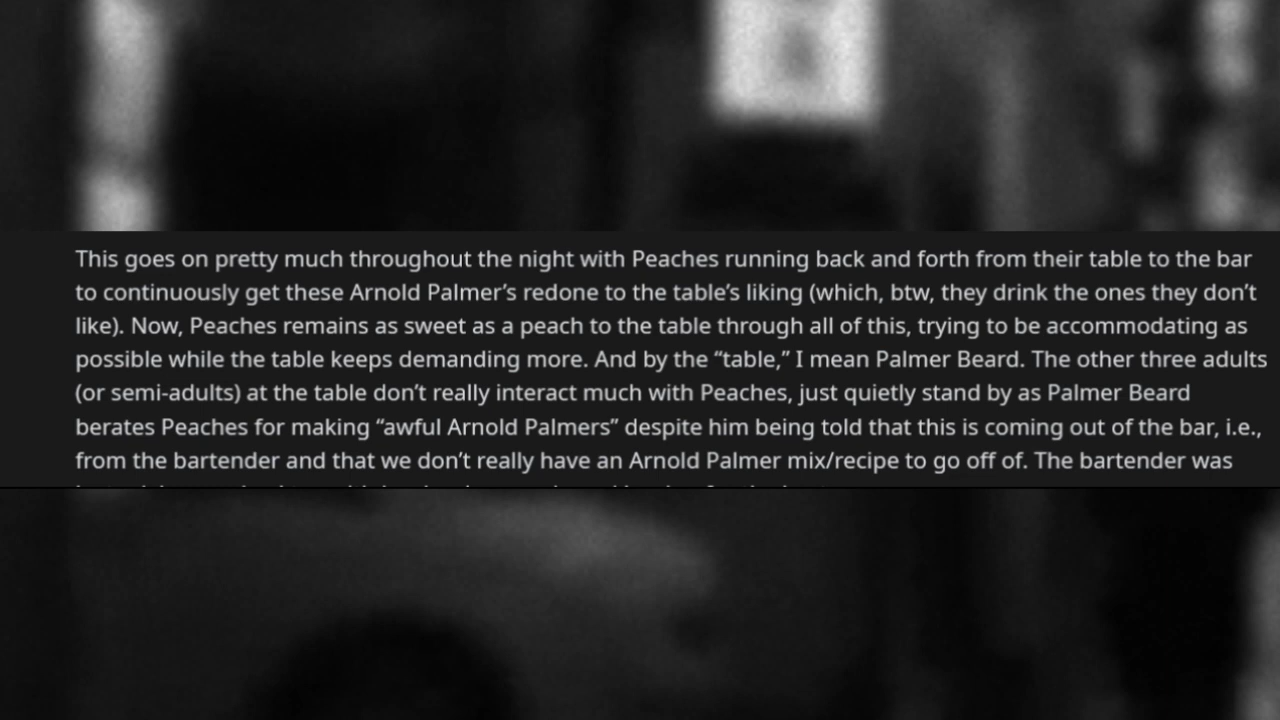 This goes on pretty much throughout the night with Peaches running back and forth from their table to the bar
to continuously get these Arnold Palmer’s redone to the table’s liking (which, btw, they drink the ones they don’t
like). Now, Peaches remains as sweet as a peach to the table through all of this, trying to be accommodating as
possible while the table keeps demanding more. And by the “table,” I mean Palmer Beard. The other three adults
(or semi-adults) at the table don’t really interact much with Peaches, just quietly stand by as Palmer Beard
berates Peaches for making “awful Arnold Palmers” despite him being told that this is coming out of the bar, i.e.,
from the bartender and that we don’t really have an Arnold Palmer mix/recipe to go off of. The bartender was